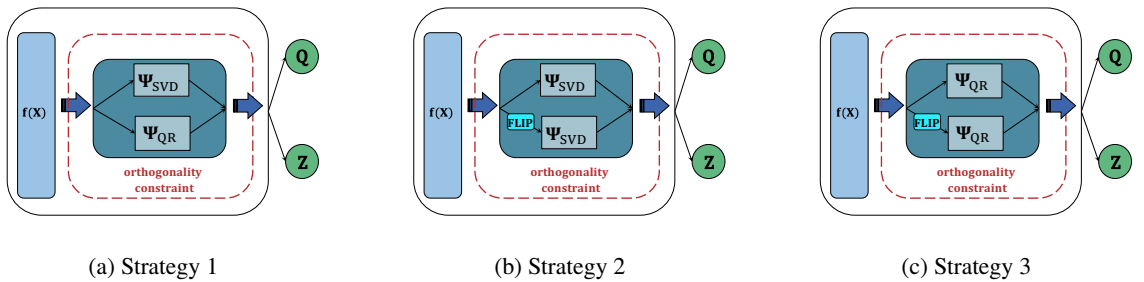 f(X)
Ψ_SVD
Ψ_QR
orthogonality
constraint
Q
Z
(a) Strategy 1
f(X)
Ψ_SVD
FLIP
Ψ_SVD
orthogonality
constraint
Q
Z
(b) Strategy 2
f(X)
Ψ_QR
FLIP
Ψ_QR
orthogonality
constraint
Q
Z
(c) Strategy 3